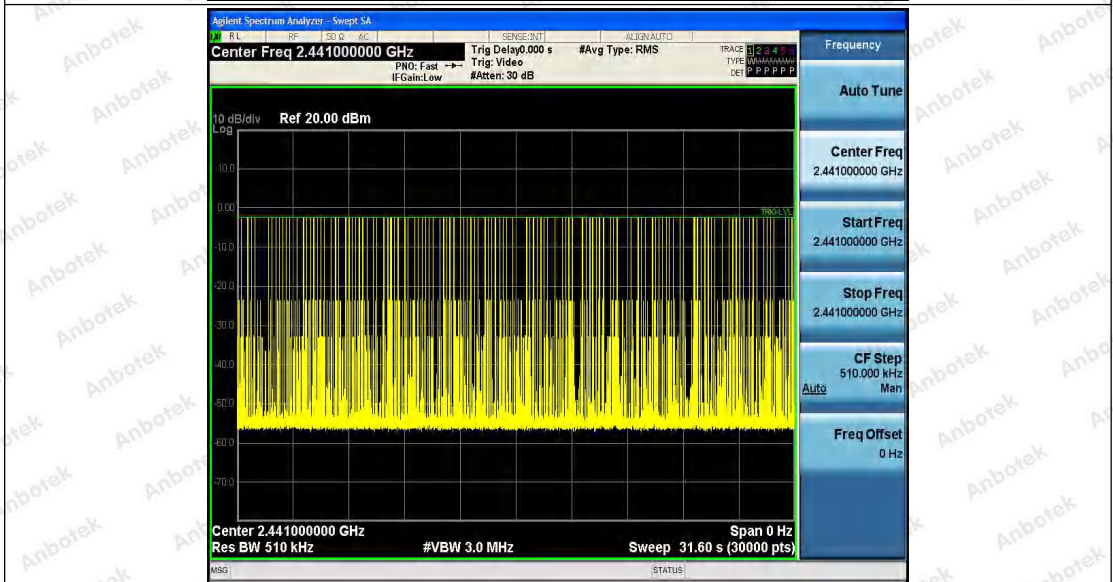 Agilent Spectrum Analyzer - Swept SA
RL RF 50 Ω AC SENSE:INT ALIGN AUTO
Center Freq 2.441000000 GHz
PNO: Fast
IFGain:Low
Trig Delay0.000 s
Trig: Video
#Atten: 30 dB
#Avg Type: RMS
TRACE 1 2 3 4 5 6
TYPE
DET P P P P P P
10 dB/div Ref 20.00 dBm
Log
10.0
0.00
TRIG LVL
-10.0
-20.0
-30.0
-40.0
-50.0
-60.0
-70.0
Center 2.441000000 GHz Span 0 Hz
Res BW 510 kHz #VBW 3.0 MHz Sweep 31.60 s (30000 pts)
MSG STATUS
Frequency
Auto Tune
Center Freq
2.441000000 GHz
Start Freq
2.441000000 GHz
Stop Freq
2.441000000 GHz
CF Step
510.000 kHz
Auto Man
Freq Offset
0 Hz
Anbotek